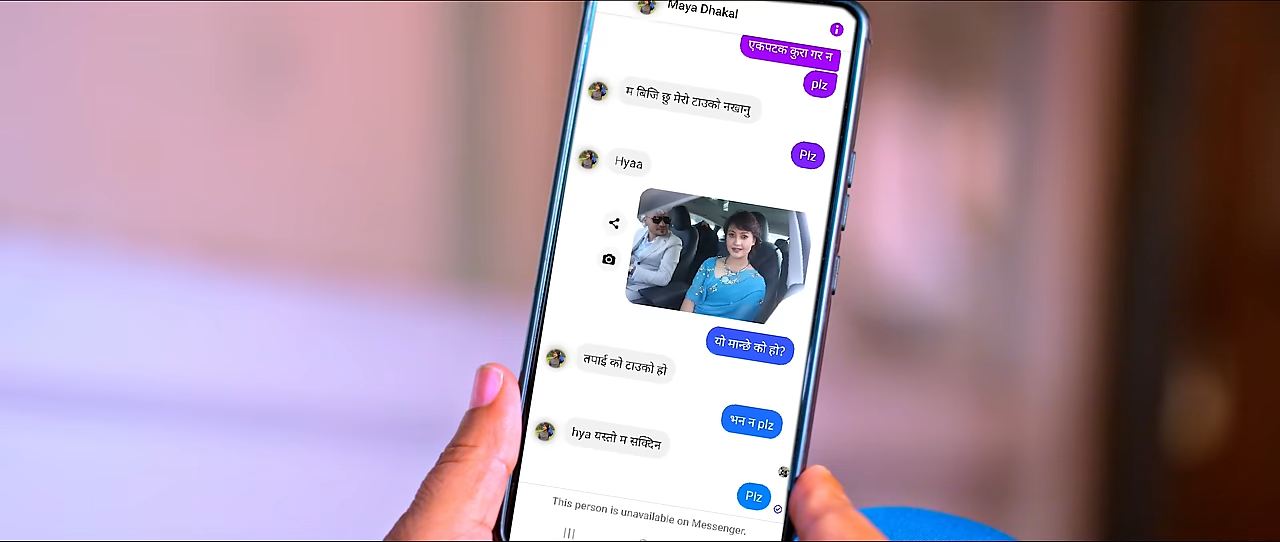 Maya Dhakal
एकपटक कुरा गर न
plz
म बिजि छु मेरो टाउको नखानु
Plz
Hyaa
यो मान्छे को हो?
तपाई को टाउको हो
भन न plz
hya यस्तो म सक्दिन
Plz
This person is unavailable on Messenger.